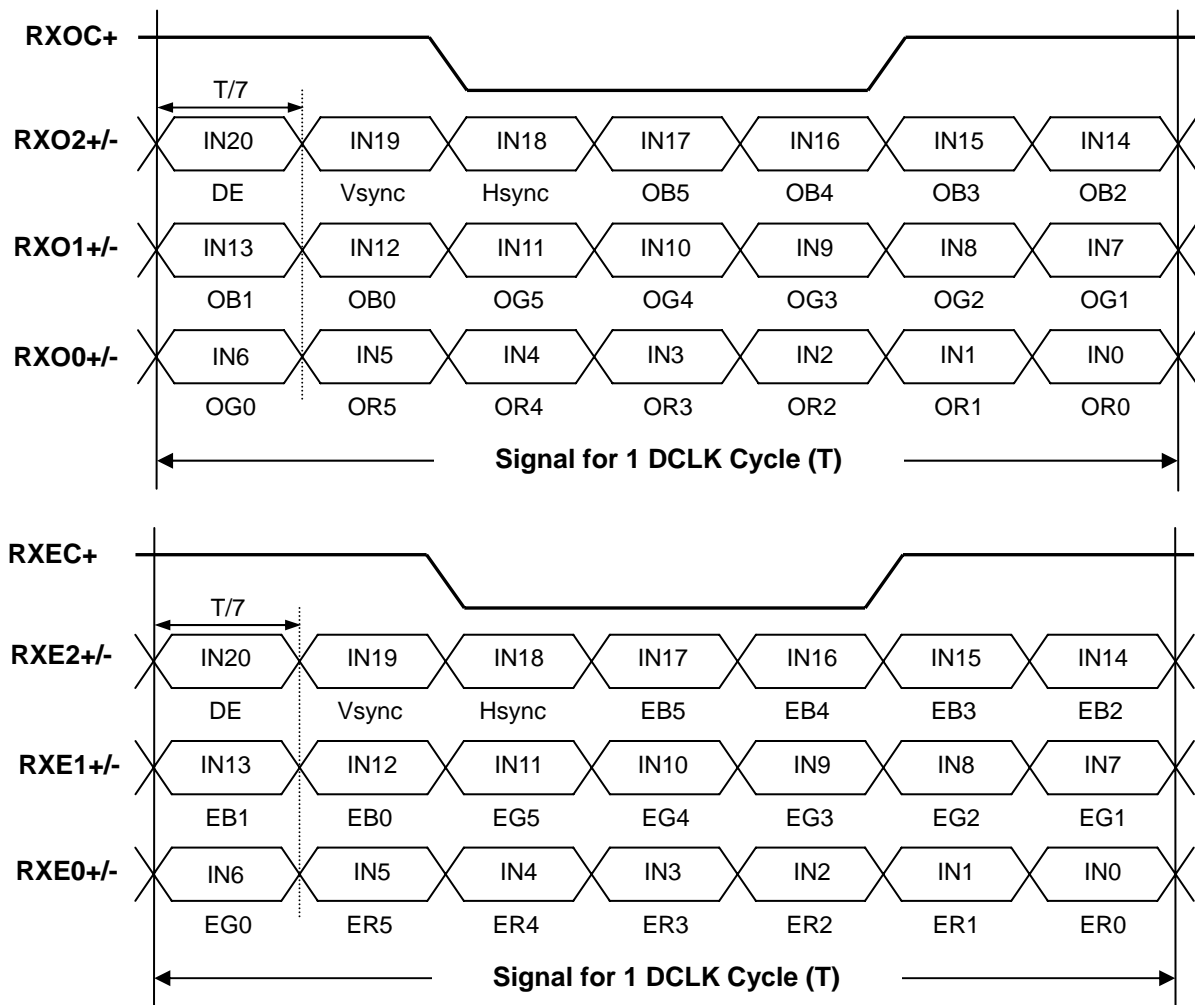 RXOC+
T/7
RXO2+/- IN20 IN19 IN18 IN17 IN16 IN15 IN14
DE Vsync Hsync OB5 OB4 OB3 OB2
RXO1+/- IN13 IN12 IN11 IN10 IN9 IN8 IN7
OB1 OB0 OG5 OG4 OG3 OG2 OG1
RXO0+/- IN6 IN5 IN4 IN3 IN2 IN1 IN0
OG0 OR5 OR4 OR3 OR2 OR1 OR0
Signal for 1 DCLK Cycle (T)
RXEC+
T/7
RXE2+/- IN20 IN19 IN18 IN17 IN16 IN15 IN14
DE Vsync Hsync EB5 EB4 EB3 EB2
RXE1+/- IN13 IN12 IN11 IN10 IN9 IN8 IN7
EB1 EB0 EG5 EG4 EG3 EG2 EG1
RXE0+/- IN6 IN5 IN4 IN3 IN2 IN1 IN0
EG0 ER5 ER4 ER3 ER2 ER1 ER0
Signal for 1 DCLK Cycle (T)